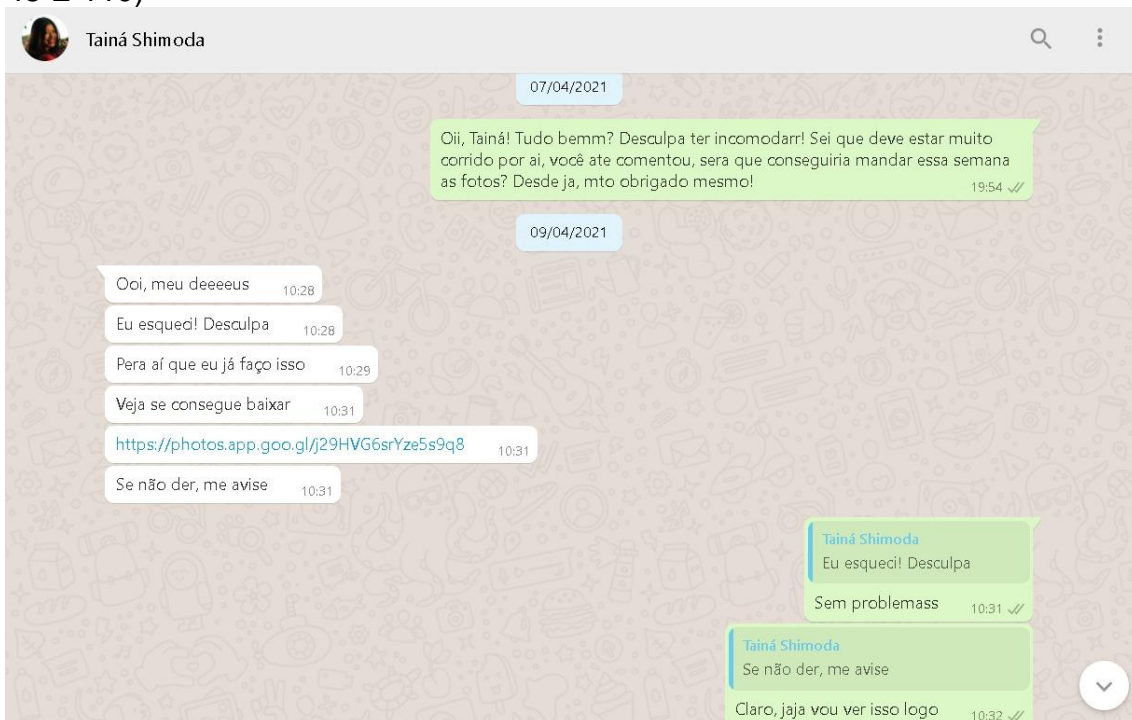 Tainá Shimoda
07/04/2021
Oii, Tainá! Tudo bemm? Desculpa ter incomodarr! Sei que deve estar muito
corrido por ai, você ate comentou, sera que conseguiria mandar essa semana
as fotos? Desde ja, mto obrigado mesmo!
19:54
09/04/2021
Ooi, meu deeeeus 10:28
Eu esqueci! Desculpa 10:28
Pera aí que eu já faço isso 10:29
Veja se consegue baixar 10:31
https://photos.app.goo.gl/j29HVG6srYze5s9q8 10:31
Se não der, me avise 10:31
Tainá Shimoda
Eu esqueci! Desculpa
Sem problemass 10:31
Tainá Shimoda
Se não der, me avise
Claro, jaja vou ver isso logo 10:32